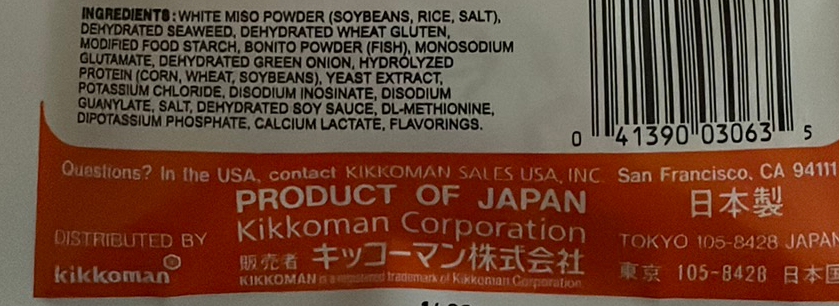 INGREDIENTS: WHITE MISO POWDER (SOYBEANS, RICE, SALT),
DEHYDRATED SEAWEED, DEHYDRATED WHEAT GLUTEN,
MODIFIED FOOD STARCH, BONITO POWDER (FISH), MONOSODIUM
GLUTAMATE, DEHYDRATED GREEN ONION, HYDROLYZED
PROTEIN (CORN, WHEAT, SOYBEANS), YEAST EXTRACT,
POTASSIUM CHLORIDE, DISODIUM INOSINATE, DISODIUM
GUANYLATE, SALT, DEHYDRATED SOY SAUCE, DL-METHIONINE,
DIPOTASSIUM PHOSPHATE, CALCIUM LACTATE, FLAVORINGS.
0 41390 03063 5
Questions? In the USA, contact KIKKOMAN SALES USA, INC. San Francisco, CA 94111
PRODUCT OF JAPAN 日本製
DISTRIBUTED BY Kikkoman Corporation TOKYO 105-8428 JAPAN
kikkoman 販売者 キッコーマン株式会社 東京 105-8428 日本
KIKKOMAN is a registered trademark of Kikkoman Corporation